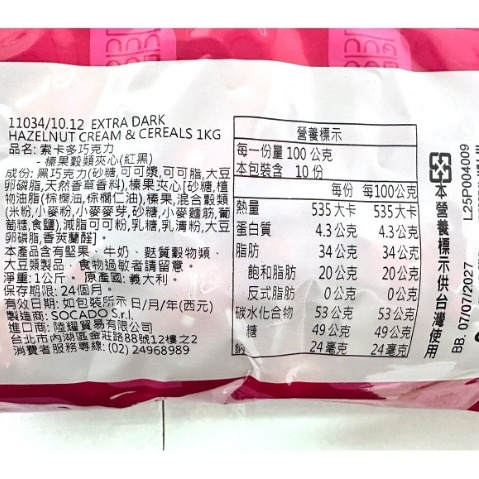 11034/10.12 EXTRA DARK
HAZELNUT CREAM & CEREALS 1KG
品名: 索卡多巧克力
- 榛果穀類夾心(紅黑)
成份: 黑巧克力(砂糖,可可漿,可可脂,大豆
卵磷脂,天然香草香料),榛果夾心[砂糖,植
物油脂(棕櫚油,棕櫚仁油),榛果,混合穀類
(米粉,小麥粉,小麥麥芽,砂糖,小麥麵筋,葡
萄糖,食鹽),減脂可可粉,乳糖,乳清粉,大豆
卵磷脂,香莢蘭醛]。
本產品含有堅果、牛奶、麩質穀物類、
大豆類製品，食物過敏者請留意。
淨重:1公斤。 原產國:義大利。
保存期限: 24個月。
有效日期: 如包裝所示 日/月/年(西元)
製造商: SOCADO S.r.l.
進口商: 陸耀貿易有限公司
台北市內湖區金莊路88號12樓之2
消費者服務專線: (02) 24968989
營養標示
每一份量 100 公克
本包裝含 10 份
每份 每100公克
熱量 535 大卡 535 大卡
蛋白質 4.3 公克 4.3 公克
脂肪 34 公克 34 公克
飽和脂肪 20 公克 20 公克
反式脂肪 0 公克 0 公克
碳水化合物 53 公克 53 公克
糖 49 公克 49 公克
鈉 24 毫克 24 毫克
本營養標示供台灣使用
L25P004009
BB. 07/07/2027